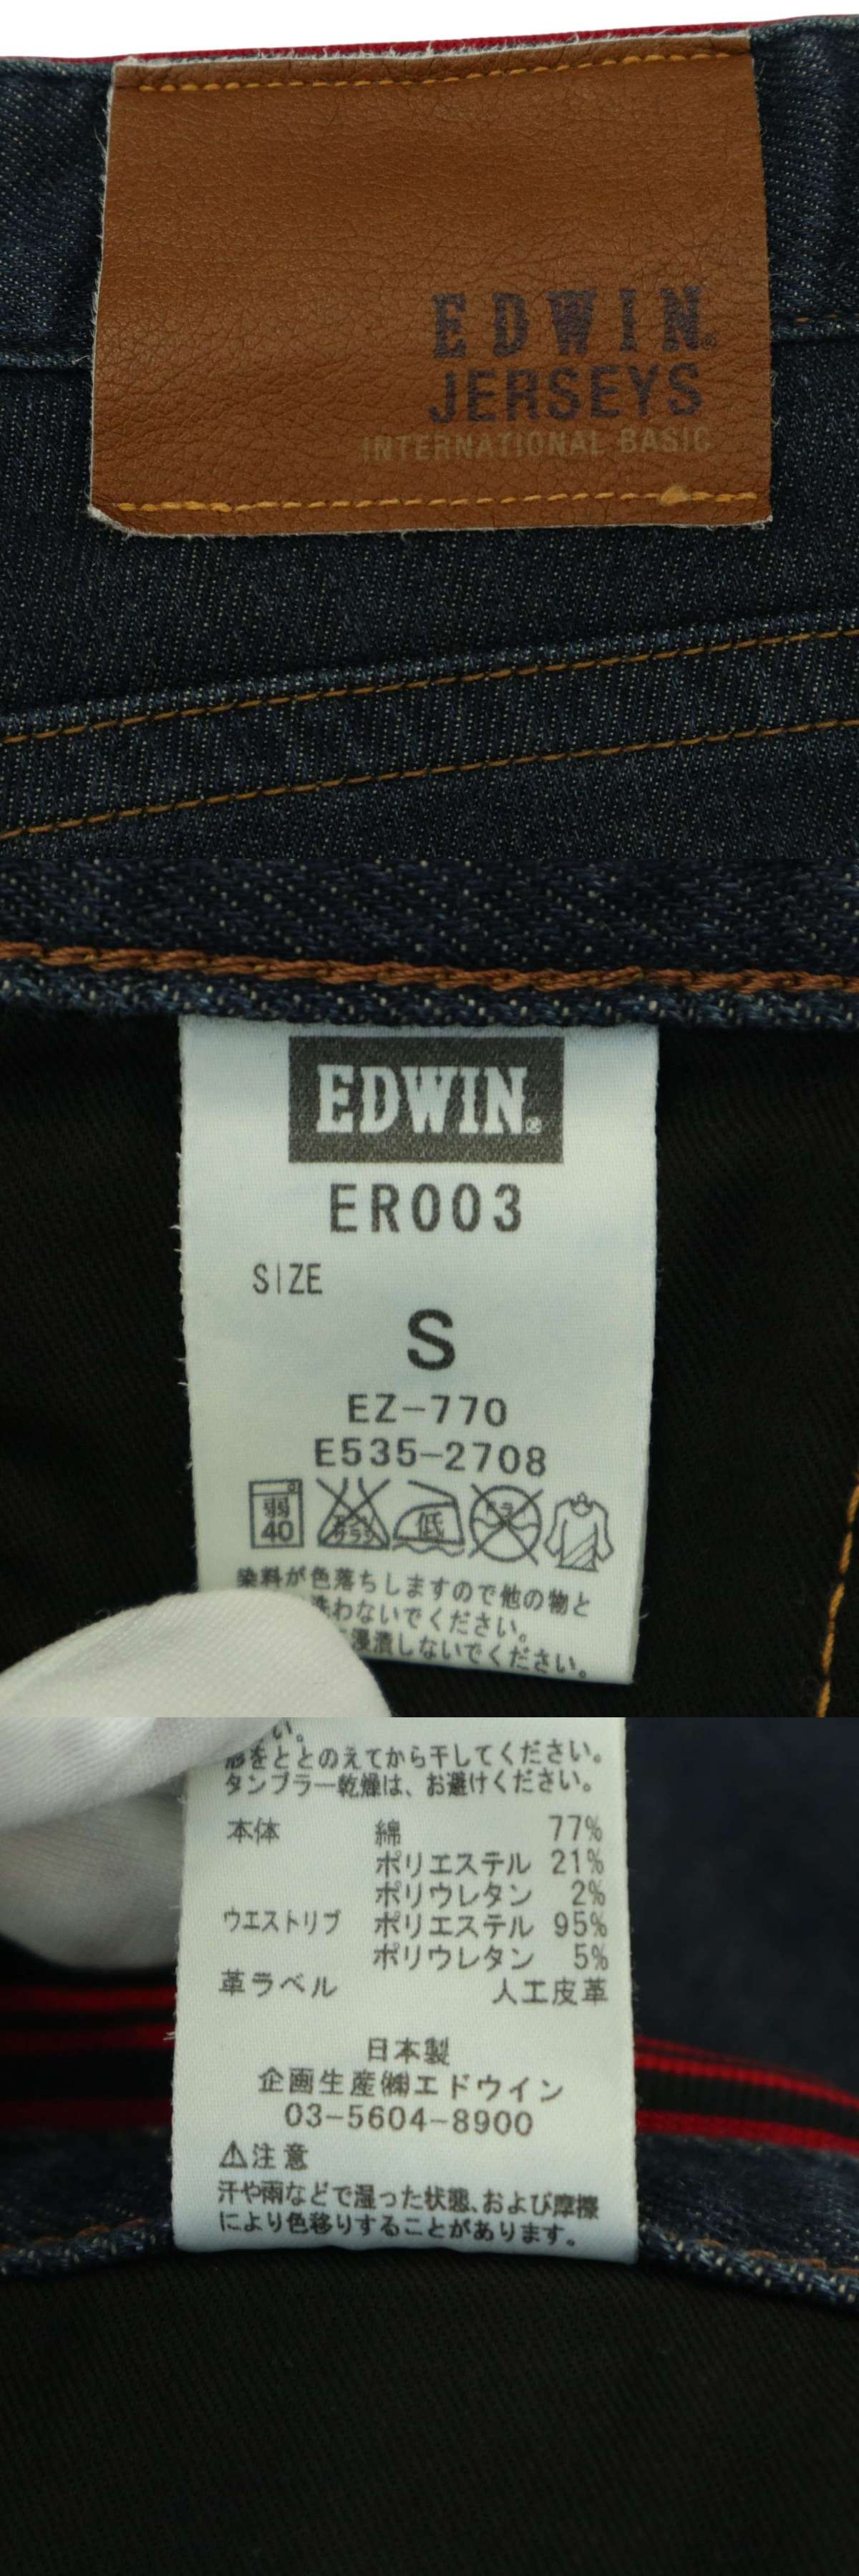 EDWIN®
JERSEYS
INTERNATIONAL BASIC
EDWIN®
ER003
SIZE
S
EZ-770
E535-2708
弱
40
低
染料が色落ちしますので他の物と
洗わないでください。
浸漬しないでください。
い。
形をととのえてから干してください。
タンブラー乾燥は、お避けください。
本体 綿 77%
ポリエステル 21%
ポリウレタン 2%
ウエストリブ ポリエステル 95%
ポリウレタン 5%
革ラベル 人工皮革
日本製
企画生産㈱エドウイン
03-5604-8900
⚠注意
汗や雨などで湿った状態、および摩擦
により色移りすることがあります。